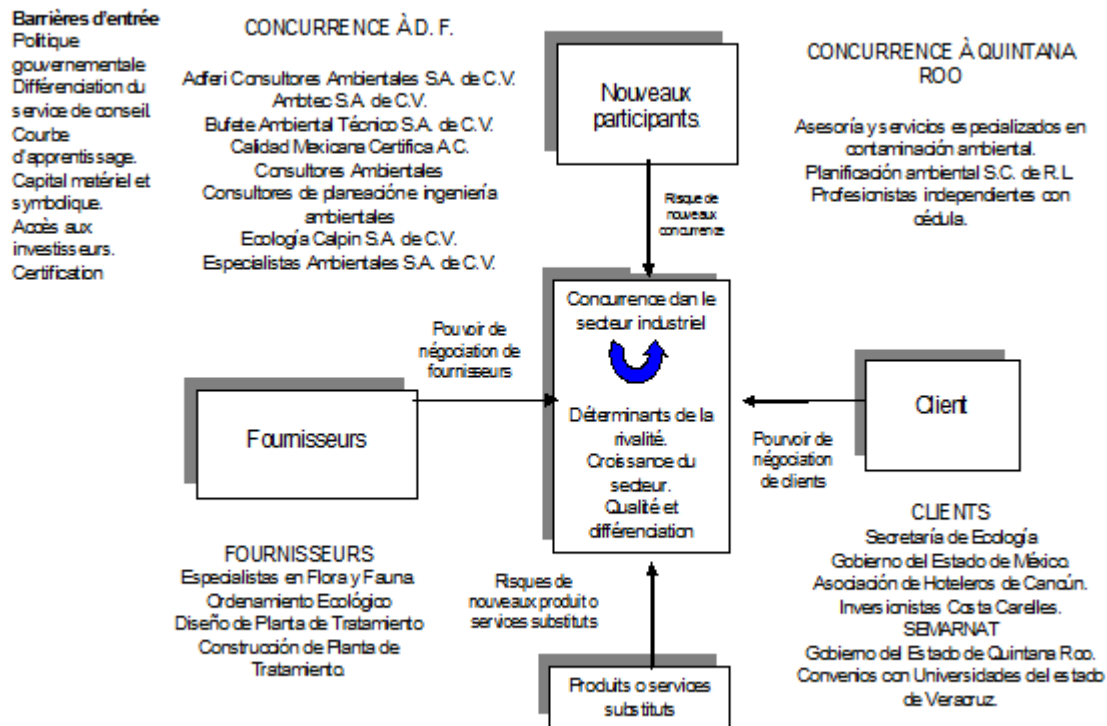 Barrières d'entrée
Politique
gouvernementale
Différenciation du
service de conseil.
Courbe
d'apprentissage.
Capital matériel et
symbolique.
Accès aux
investisseurs.
Certification
CONCURRENCE À D. F.
Adferi Consultores Ambientales S.A. de C.V.
Ambtec S.A. de C.V.
Bufete Ambiental Técnico S.A. de C.V.
Calidad Mexicana Certifica A.C.
Consultores Ambientales
Consultores de planeación e ingeniería
ambientales
Ecología Calpin S.A. de C.V.
Especialistas Ambientales S.A. de C.V.
Nouveaux
participants.
CONCURRENCE À QUINTANA
ROO
Asesoría y servicios especializados en
contaminación ambiental.
Planificación ambiental S.C. de R.L.
Profesionistas independientes con
cédula.
Risque de
nouveaux
concurrence
Concurrence dan le
secteur industriel
Déterminants de la
rivalité.
Croissance du
secteur.
Qualité et
différenciation
Pouvoir de
négociation de
fournisseurs
Fournisseurs
Client
Pourvoir de
négociation
de clients
FOURNISSEURS
Especialistas en Flora y Fauna
Ordenamiento Ecológico
Diseño de Planta de Tratamiento
Construcción de Planta de
Tratamiento.
Risques de
nouveaux produit o
services substituts
Produits o services
substituts
CLIENTS
Secretaría de Ecología
Gobierno del Estado de México.
Asociación de Hoteleros de Cancún.
Inversionistas Costa Carelles.
SEMARNAT
Gobierno del Estado de Quintana Roo.
Convenios con Universidades del estado
de Veracruz.